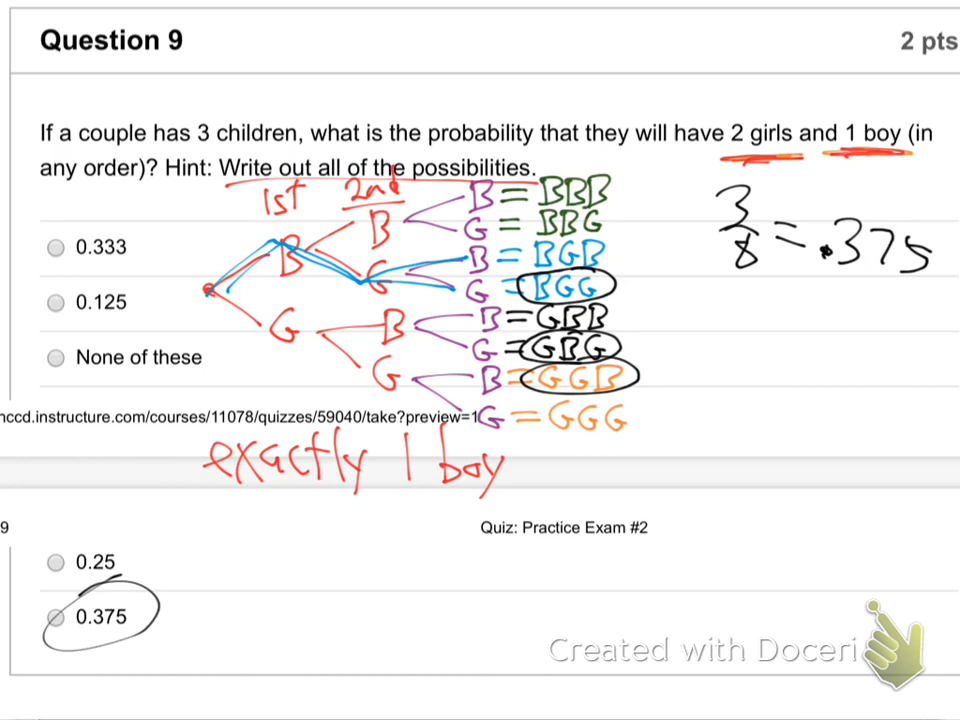 Question 9
2 pts
If a couple has 3 children, what is the probability that they will have 2 girls and 1 boy (in
any order)? Hint: Write out all of the possibilities.
1st 2nd
B = BBB
B
G = BBG
3/8 = .375
0.333
B
B = BGB
G
G = BGG
0.125
G
B
B = GBB
G = GBG
None of these
G
B = GGB
nccd.instructure.com/courses/11078/quizzes/59040/take?preview=1
G = GGG
exactly 1 boy
9
Quiz: Practice Exam #2
0.25
0.375
Created with Doceri